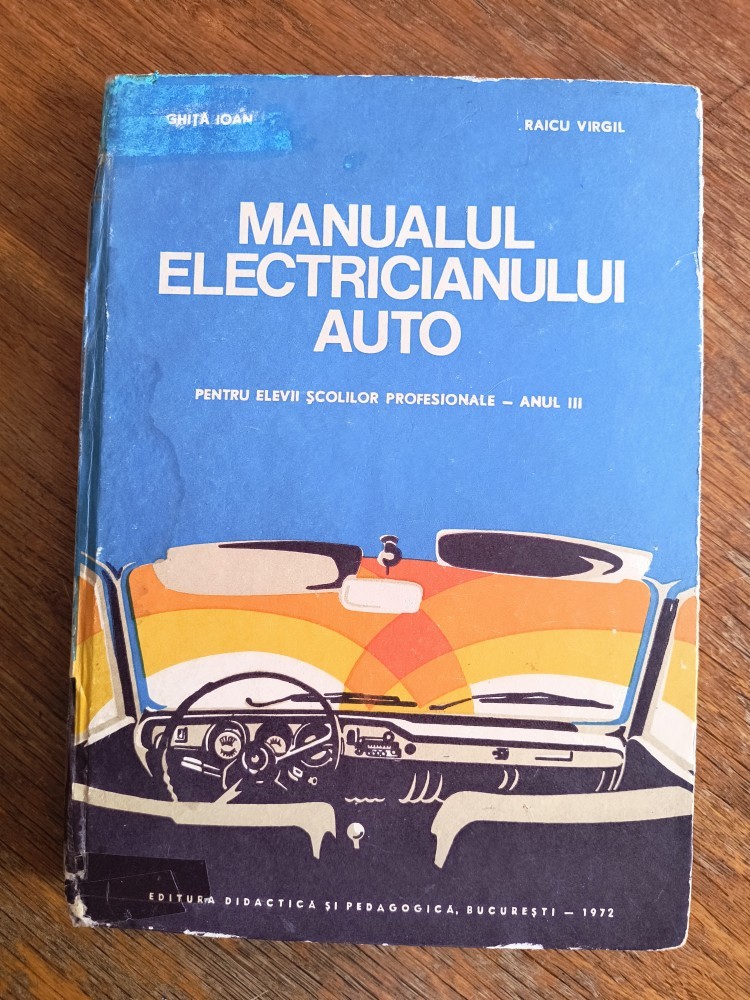 GHIȚĂ IOAN
RAICU VIRGIL
MANUALUL
ELECTRICIANULUI
AUTO
PENTRU ELEVII ȘCOLILOR PROFESIONALE – ANUL III
EDITURA DIDACTICĂ ȘI PEDAGOGICĂ, BUCUREȘTI – 1972